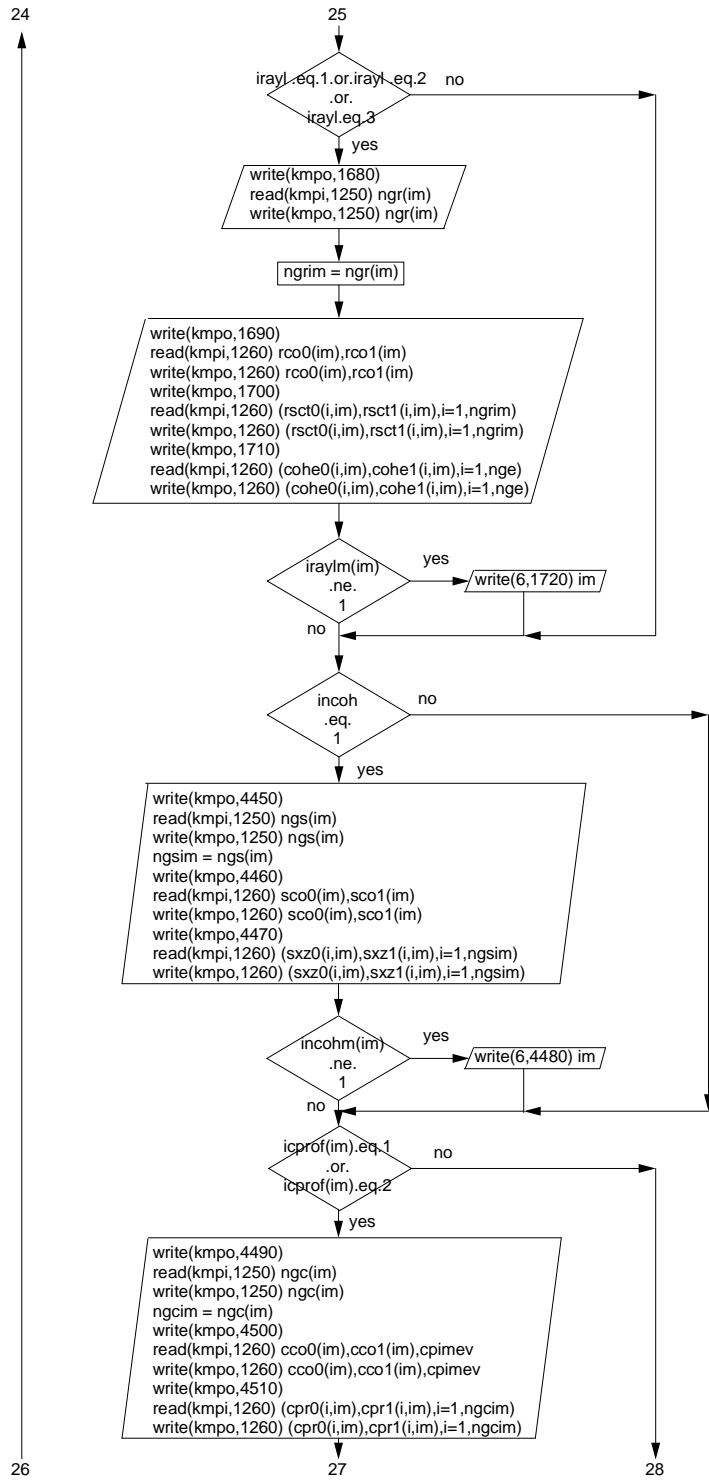 24
25
irayl .eq.1.or.irayl .eq.2
.or.
irayl.eq.3
no
yes
write(kmpo,1680)
read(kmpi,1250) ngr(im)
write(kmpo,1250) ngr(im)
ngrim = ngr(im)
write(kmpo,1690)
read(kmpi,1260) rco0(im),rco1(im)
write(kmpo,1260) rco0(im),rco1(im)
write(kmpo,1700)
read(kmpi,1260) (rsct0(i,im),rsct1(i,im),i=1,ngrim)
write(kmpo,1260) (rsct0(i,im),rsct1(i,im),i=1,ngrim)
write(kmpo,1710)
read(kmpi,1260) (cohe0(i,im),cohe1(i,im),i=1,nge)
write(kmpo,1260) (cohe0(i,im),cohe1(i,im),i=1,nge)
iraylm(im)
.ne.
1
yes
write(6,1720) im
no
incoh
.eq.
1
no
yes
write(kmpo,4450)
read(kmpi,1250) ngs(im)
write(kmpo,1250) ngs(im)
ngsim = ngs(im)
write(kmpo,4460)
read(kmpi,1260) sco0(im),sco1(im)
write(kmpo,1260) sco0(im),sco1(im)
write(kmpo,4470)
read(kmpi,1260) (sxz0(i,im),sxz1(i,im),i=1,ngsim)
write(kmpo,1260) (sxz0(i,im),sxz1(i,im),i=1,ngsim)
incohm(im)
.ne.
1
yes
write(6,4480) im
no
icprof(im).eq.1
.or.
icprof(im).eq.2
no
yes
write(kmpo,4490)
read(kmpi,1250) ngc(im)
write(kmpo,1250) ngc(im)
ngcim = ngc(im)
write(kmpo,4500)
read(kmpi,1260) cco0(im),cco1(im),cpimev
write(kmpo,1260) cco0(im),cco1(im),cpimev
write(kmpo,4510)
read(kmpi,1260) (cpr0(i,im),cpr1(i,im),i=1,ngcim)
write(kmpo,1260) (cpr0(i,im),cpr1(i,im),i=1,ngcim)
26
27
28